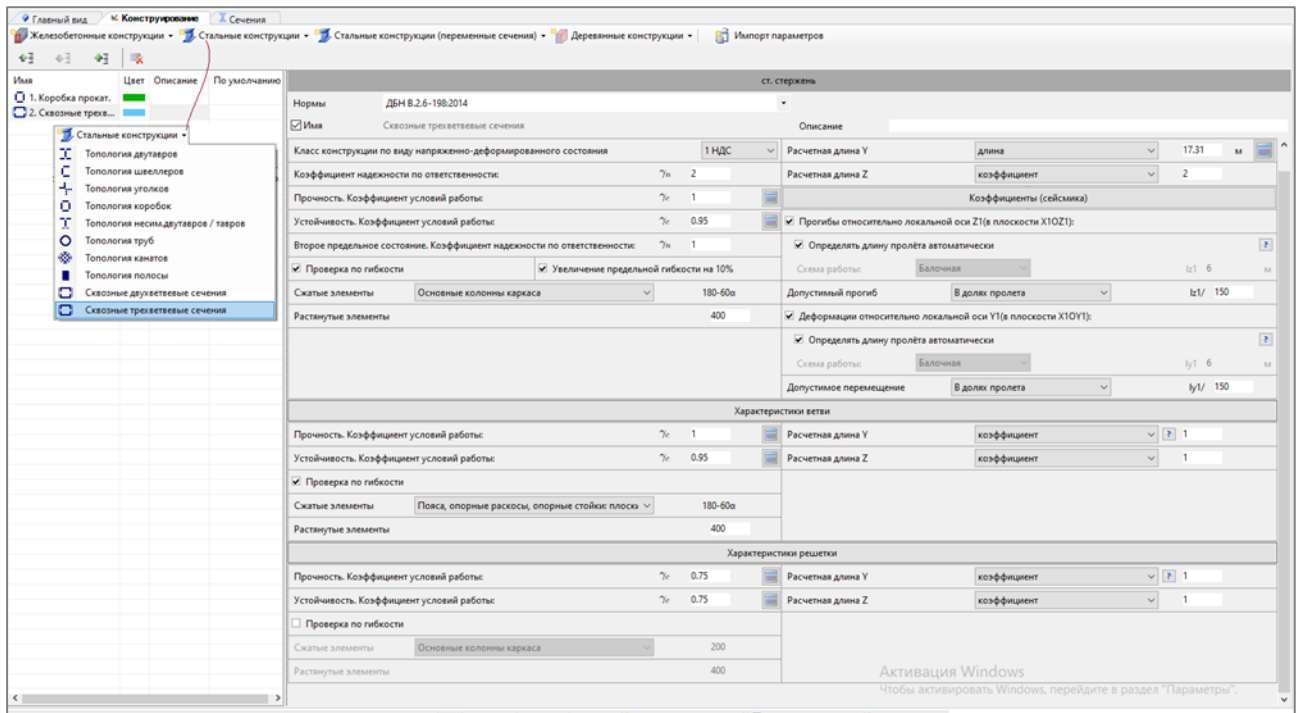 Главный вид Конструирование Сечения
Железобетонные конструкции Стальные конструкции Стальные конструкции (переменные сечения) Деревянные конструкции Импорт параметров
Имя Цвет Описание По умолчанию
1. Коробка прокат.
2. Сквозные трехв...
Стальные конструкции
Топология двутавров
Топология швеллеров
Топология уголков
Топология коробок
Топология несим.двутавров / тавров
Топология труб
Топология канатов
Топология полосы
Сквозные двухветвевые сечения
Сквозные трехветвевые сечения
ст. стержень
Нормы ДБН В.2.6-198:2014
Имя Сквозные трехветвевые сечения Описание
Класс конструкции по виду напряженно-деформированного состояния 1 НДС Расчетная длина Y длина 17.31 м
Коэффициент надежности по ответственности: γn 2 Расчетная длина Z коэффициент 2
Прочность. Коэффициент условий работы: γc 1 Коэффициенты (сейсмика)
Устойчивость. Коэффициент условий работы: γc 0.95 Прогибы относительно локальной оси Z1(в плоскости X1OZ1):
Второе предельное состояние. Коэффициент надежности по ответственности: γn 1 Определять длину пролёта автоматически ?
Проверка по гибкости Увеличение предельной гибкости на 10% Схема работы: Балочная lz1 6 м
Сжатые элементы Основные колонны каркаса 180-60α Допустимый прогиб В долях пролета lz1/ 150
Растянутые элементы 400 Деформации относительно локальной оси Y1(в плоскости X1OY1):
Определять длину пролёта автоматически ?
Схема работы: Балочная ly1 6 м
Допустимое перемещение В долях пролета ly1/ 150
Характеристики ветви
Прочность. Коэффициент условий работы: γc 1 Расчетная длина Y коэффициент ? 1
Устойчивость. Коэффициент условий работы: γc 0.95 Расчетная длина Z коэффициент 1
Проверка по гибкости
Сжатые элементы Пояса, опорные раскосы, опорные стойки: плоск 180-60α
Растянутые элементы 400
Характеристики решетки
Прочность. Коэффициент условий работы: γc 0.75 Расчетная длина Y коэффициент ? 1
Устойчивость. Коэффициент условий работы: γc 0.75 Расчетная длина Z коэффициент 1
Проверка по гибкости
Сжатые элементы Основные колонны каркаса 200
Растянутые элементы 400
Активация Windows
Чтобы активировать Windows, перейдите в раздел "Параметры".